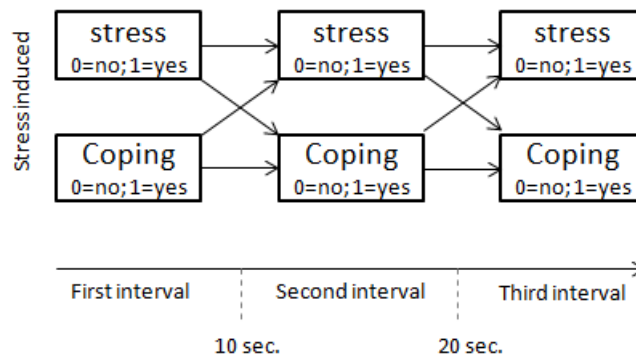 Stress induced
stress
0=no;1=yes
stress
0=no;1=yes
stress
0=no;1=yes
Coping
0=no;1=yes
Coping
0=no;1=yes
Coping
0=no;1=yes
First interval
Second interval
Third interval
10 sec.
20 sec.